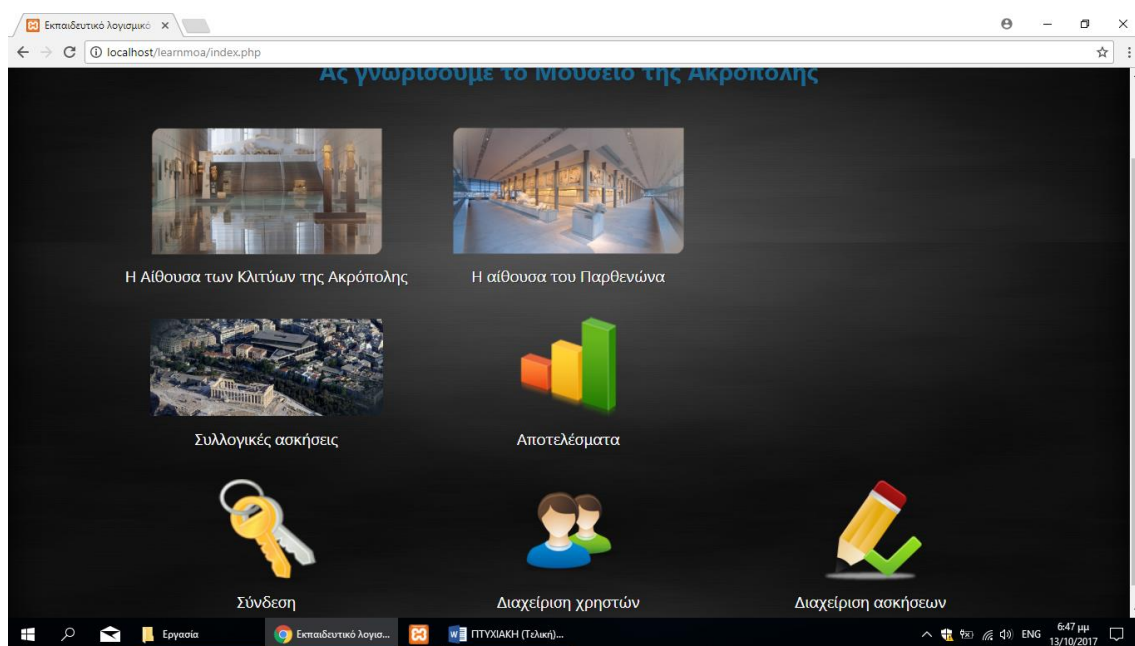 Εκπαιδευτικό λογισμικό
localhost/learnmoa/index.php
Ας γνωρίσουμε το Μουσείο της Ακρόπολης
Η Αίθουσα των Κλιτύων της Ακρόπολης
Η αίθουσα του Παρθενώνα
Συλλογικές ασκήσεις
Αποτελέσματα
Σύνδεση
Διαχείριση χρηστών
Διαχείριση ασκήσεων
Εργασία
Εκπαιδευτικό λογισ...
ΠΤΥΧΙΑΚΗ (Τελική)...
ENG
6:47 μμ
13/10/2017